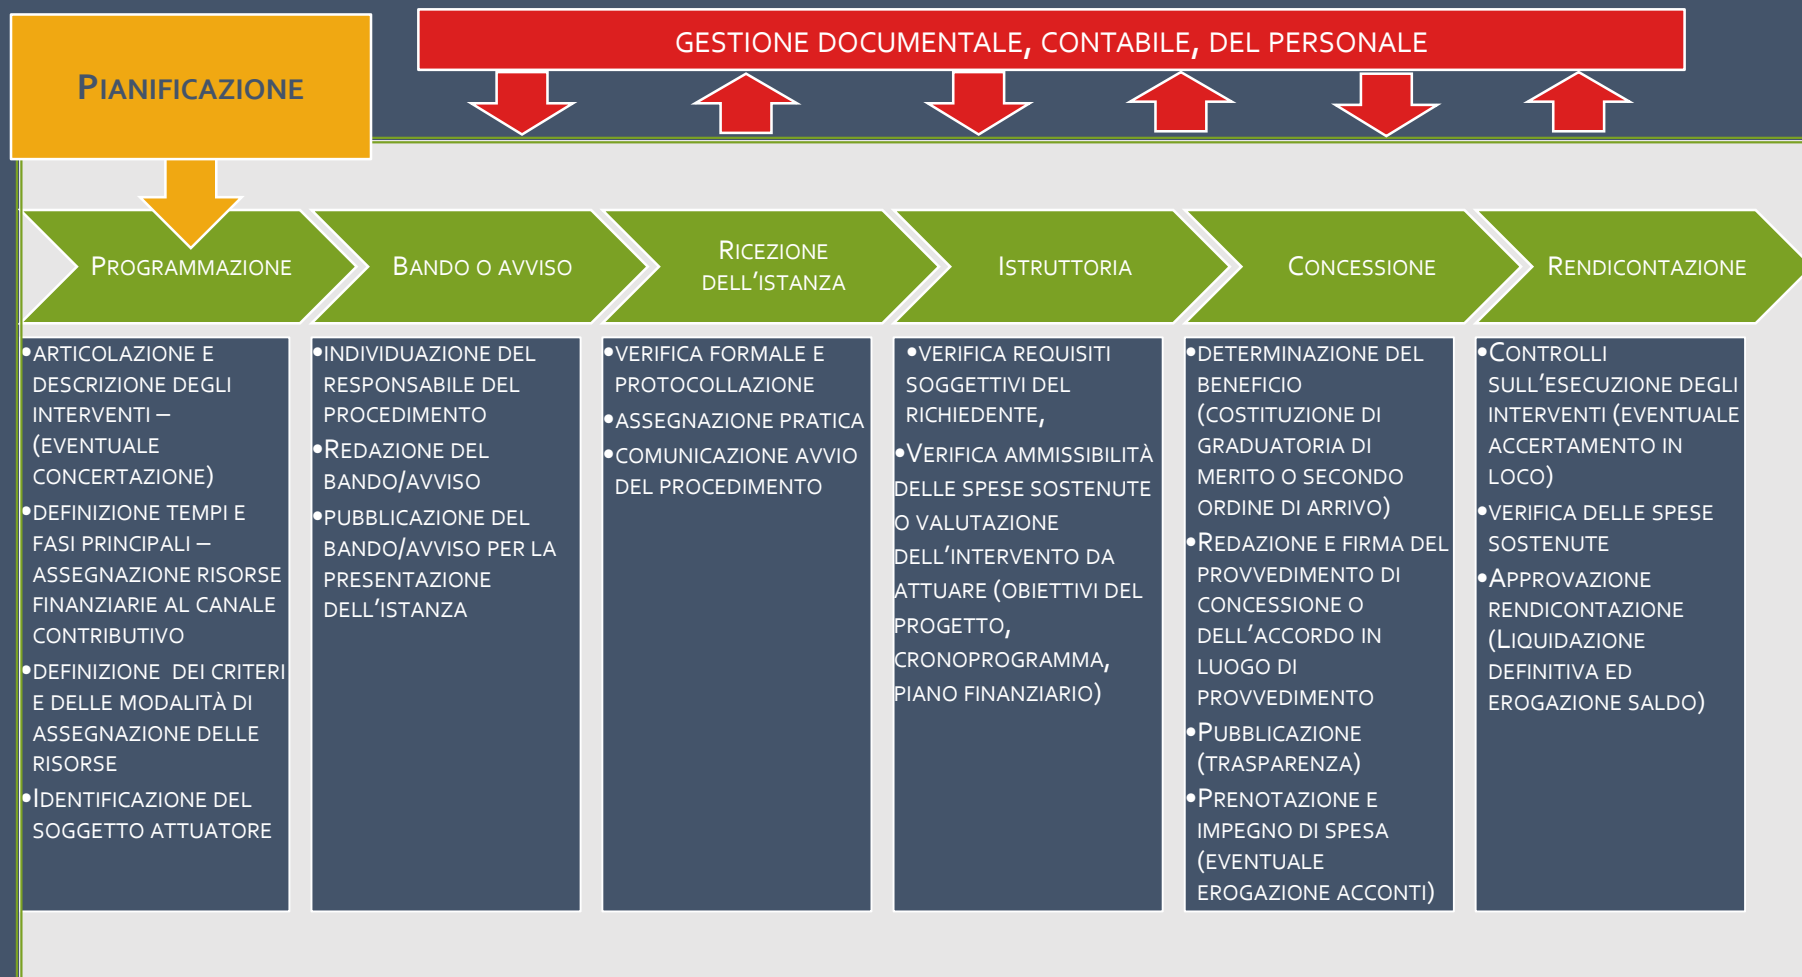 Pianificazione
GESTIONE DOCUMENTALE, CONTABILE, DEL PERSONALE
Programmazione
Bando o avviso
Ricezione
dell'istanza
Istruttoria
Concessione
Rendicontazione
•articolazione e
descrizione degli
interventi –
(eventuale
concertazione)
•definizione tempi e
fasi principali –
assegnazione risorse
finanziarie al canale
contributivo
•definizione dei criteri
e delle modalità di
assegnazione delle
risorse
•Identificazione del
soggetto attuatore
•individuazione del
responsabile del
procedimento
•Redazione del
bando/avviso
•pubblicazione del
bando/avviso per la
presentazione
dell'istanza
•verifica formale e
protocollazione
•assegnazione pratica
•comunicazione avvio
del procedimento
•verifica requisiti
soggettivi del
richiedente,
•Verifica ammissibilità
delle spese sostenute
o valutazione
dell'intervento da
attuare (obiettivi del
progetto,
cronoprogramma,
piano finanziario)
•determinazione del
beneficio
(costituzione di
graduatoria di
merito o secondo
ordine di arrivo)
•Redazione e firma del
provvedimento di
concessione o
dell'accordo in
luogo di
provvedimento
•Pubblicazione
(trasparenza)
•Prenotazione e
impegno di spesa
(eventuale
erogazione acconti)
•Controlli
sull'esecuzione degli
interventi (eventuale
accertamento in
loco)
•verifica delle spese
sostenute
•Approvazione
rendicontazione
(Liquidazione
definitiva ed
erogazione saldo)